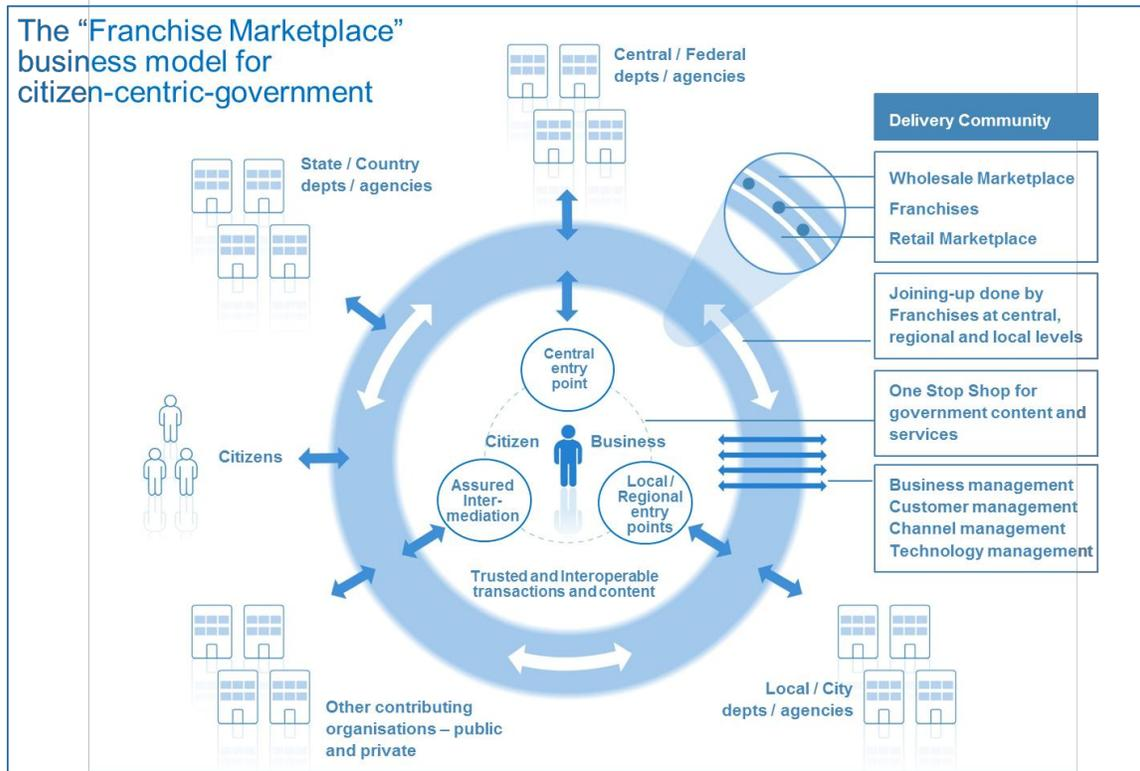 The “Franchise Marketplace”
business model for
citizen-centric-government
Central / Federal
depts / agencies
State / Country
depts / agencies
Delivery Community
Wholesale Marketplace
Franchises
Retail Marketplace
Joining-up done by
Franchises at central,
regional and local levels
One Stop Shop for
government content and
services
Business management
Customer management
Channel management
Technology management
Central
entry
point
Citizen
Business
Citizens
Assured
Inter-
mediation
Local /
Regional
entry
points
Trusted and Interoperable
transactions and content
Other contributing
organisations – public
and private
Local / City
depts / agencies